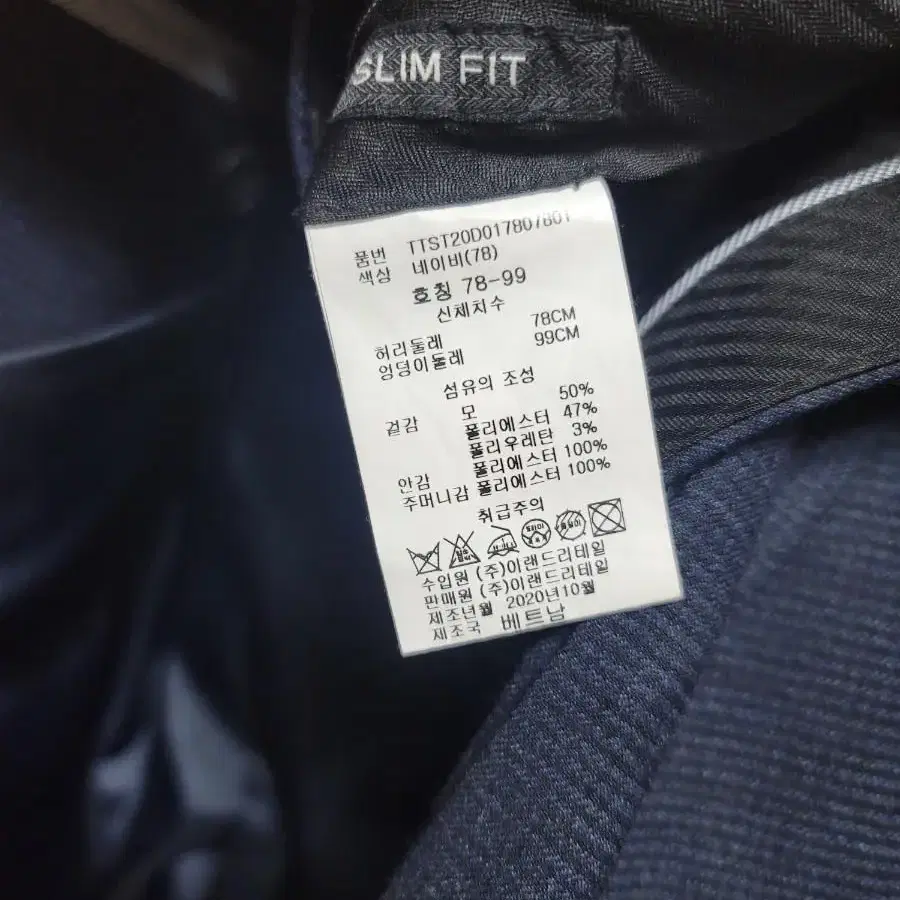 SLIM FIT
품번 TTST20D017807801
색상 네이비(78)
호칭 78-99
신체치수
허리둘레 78CM
엉덩이둘레 99CM
섬유의 조성
겉감 모 50%
폴리에스터 47%
폴리우레탄 3%
안감 폴리에스터 100%
주머니감 폴리에스터 100%
취급주의
수입원 (주)이랜드리테일
판매원 (주)이랜드리테일
제조년월 2020년10월
제조국 베트남